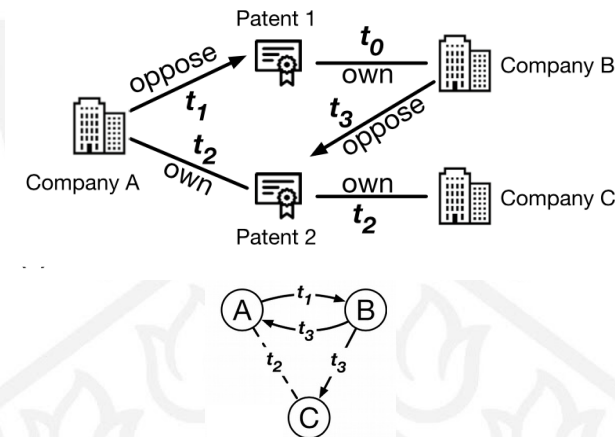 Patent 1
oppose
t₁
t₀
own
Company B
t₃
oppose
Company A
t₂
own
own
t₂
Company C
Patent 2
A
t₁
B
t₃
t₂
t₃
C